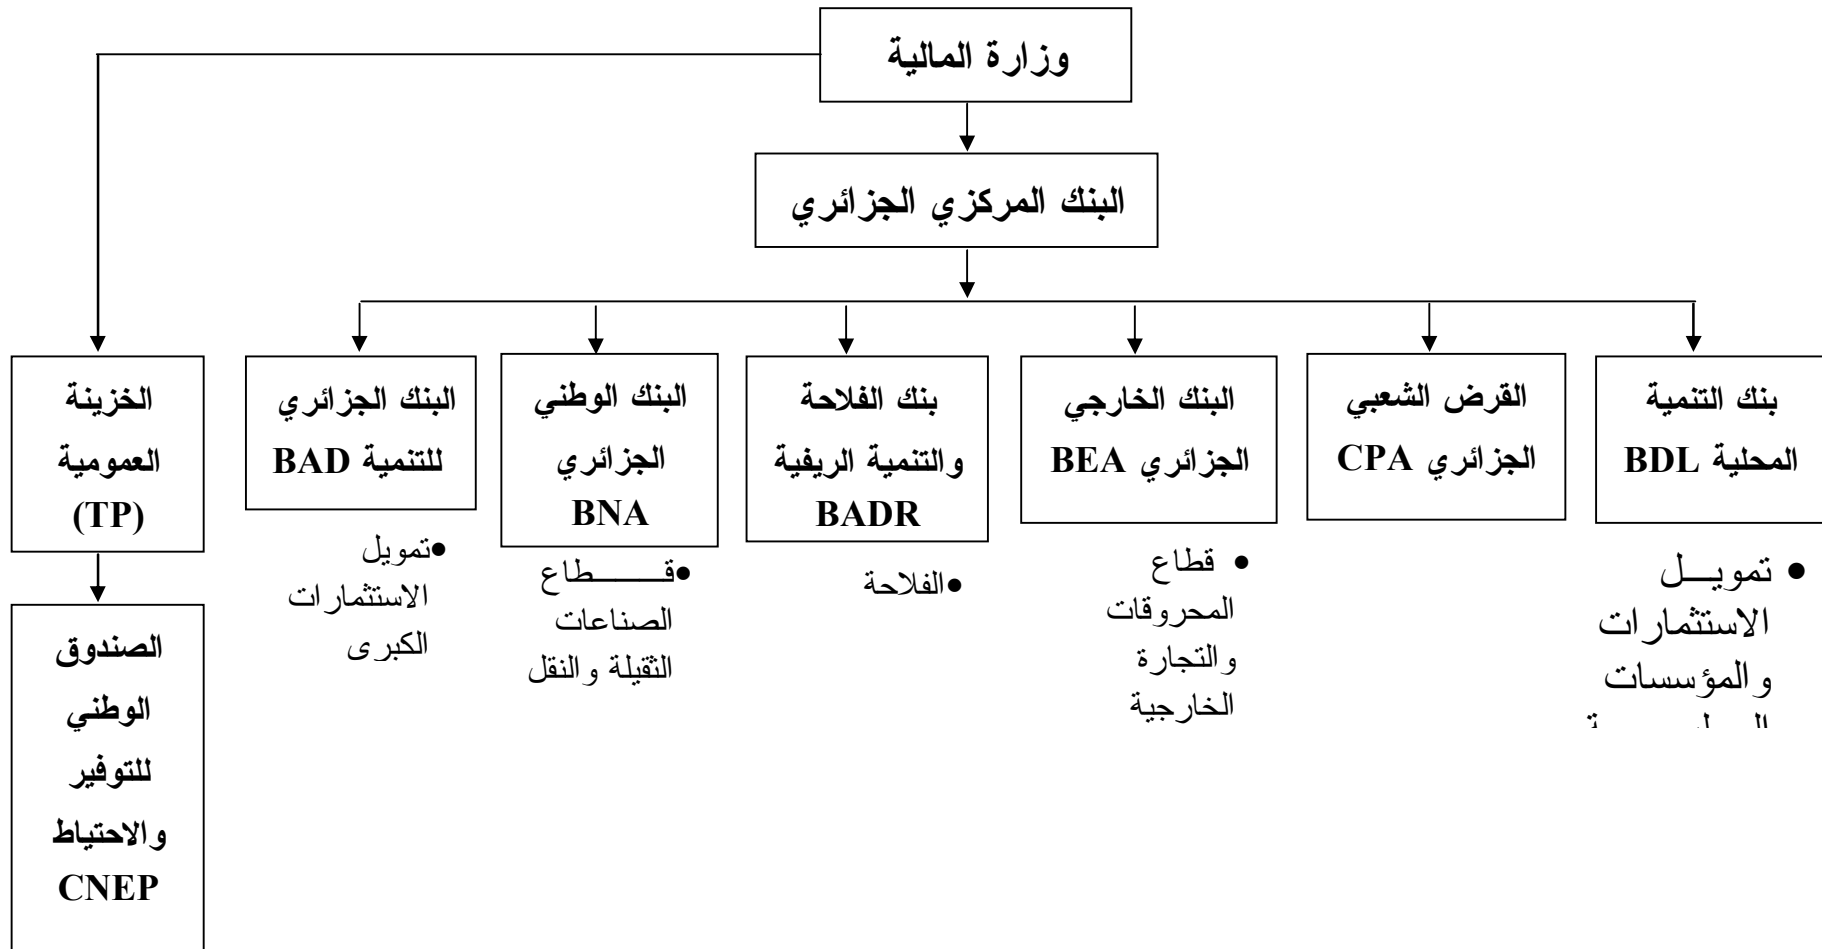 وزارة المالية
البنك المركزي الجزائري
بنك التنمية
المحلية BDL
القرض الشعبي
الجزائري CPA
البنك الخارجي
الجزائري BEA
بنك الفلاحة
والتنمية الريفية
BADR
البنك الوطني
الجزائري
BNA
البنك الجزائري
للتنمية BAD
الخزينة
العمومية
(TP)
• تمويـــل
الاستثمارات
والمؤسسات
• قطاع
المحروقات
والتجارة
الخارجية
•الفلاحة
•قـــــــطاع
الصناعات
الثقيلة والنقل
•تمويل
الاستثمارات
الكبرى
الصندوق
الوطني
للتوفير
والاحتياط
CNEP